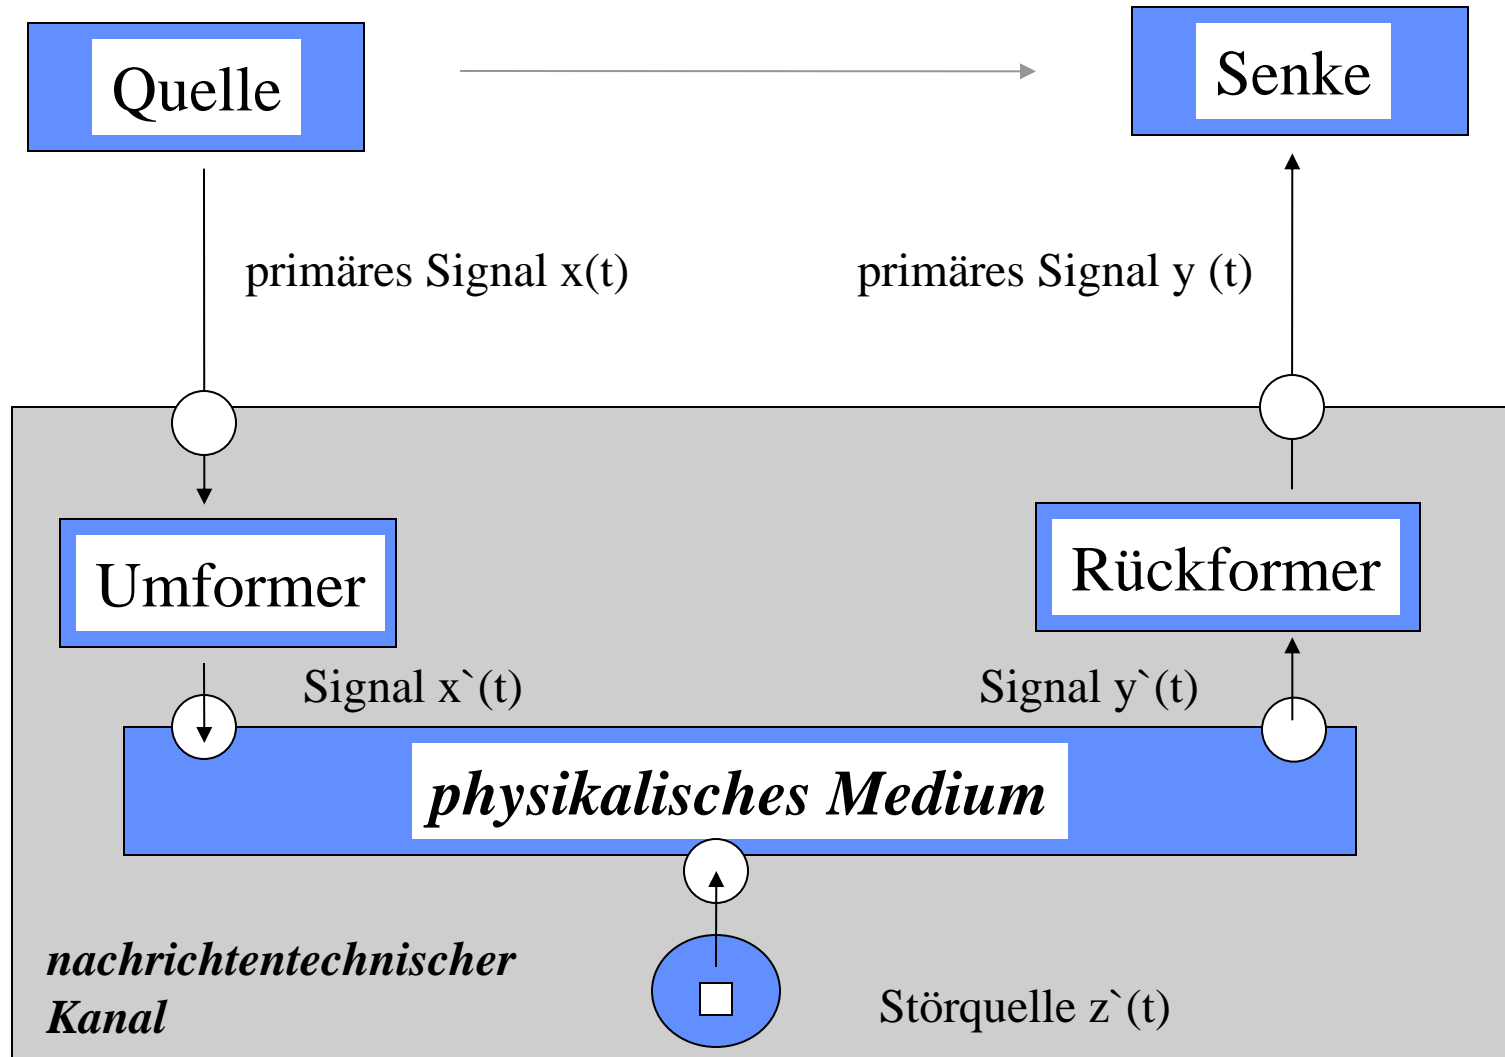 Quelle
Senke
primäres Signal x(t)
primäres Signal y (t)
Umformer
Rückformer
Signal x`(t)
Signal y`(t)
physikalisches Medium
nachrichtentechnischer
Kanal
Störquelle z`(t)